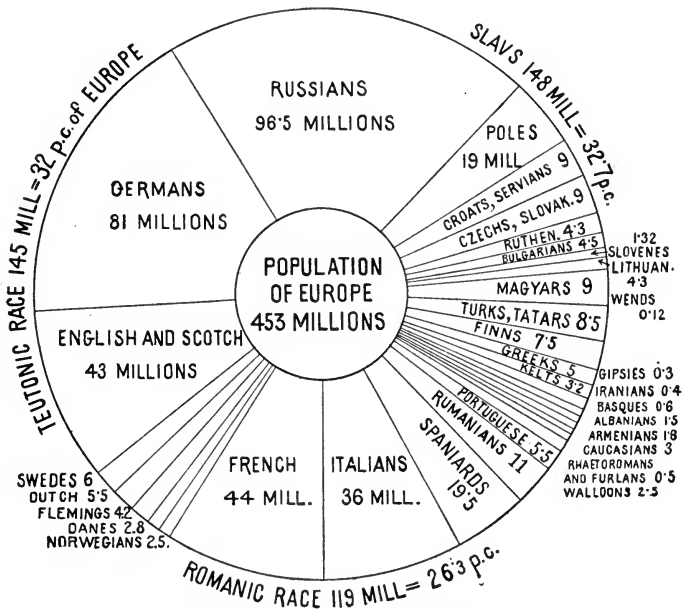 POPULATION
OF EUROPE
453 MILLIONS
SLAVS 148 MILL = 32·7 p.c.
RUSSIANS
96·5 MILLIONS
POLES
19 MILL
CROATS, SERVIANS 9
CZECHS, SLOVAK. 9
RUTHEN. 4·3
BULGARIANS 4·5
1·32
SLOVENES
LITHUAN.
4·3
WENDS
0·12
MAGYARS 9
TURKS, TATARS 8·5
FINNS 7·5
GREEKS 5
KELTS 3·2
GIPSIES 0·3
IRANIANS 0·4
BASQUES 0·6
ALBANIANS 1·5
ARMENIANS 1·8
CAUCASIANS 3
RHAETOROMANS
AND FURLANS 0·5
WALLOONS 2·5
PORTUGUESE 5·5
RUMANIANS 11
SPANIARDS
19·5
ITALIANS
36 MILL.
FRENCH
44 MILL.
ROMANIC RACE 119 MILL = 26·3 p.c.
NORWEGIANS 2.5.
DANES 2.8
FLEMINGS 4·2
DUTCH 5·5
SWEDES 6
ENGLISH AND SCOTCH
43 MILLIONS
GERMANS
81 MILLIONS
TEUTONIC RACE 145 MILL = 32 p.c. of EUROPE